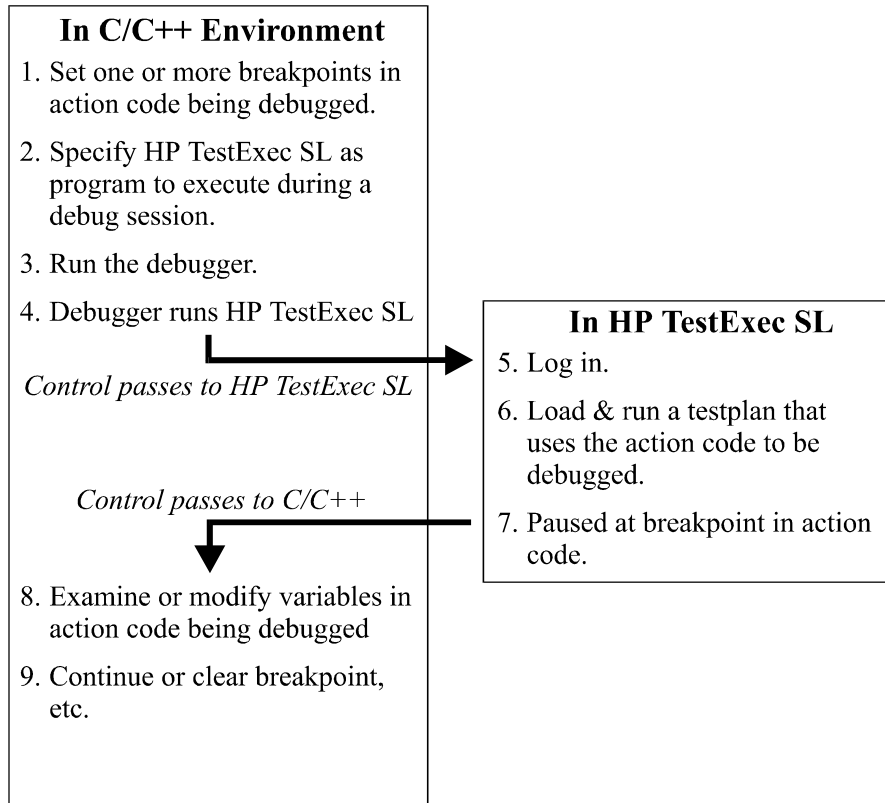 In C/C++ Environment
1. Set one or more breakpoints in
action code being debugged.
2. Specify HP TestExec SL as
program to execute during a
debug session.
3. Run the debugger.
4. Debugger runs HP TestExec SL
Control passes to HP TestExec SL
In HP TestExec SL
5. Log in.
6. Load & run a testplan that
uses the action code to be
debugged.
7. Paused at breakpoint in action
code.
Control passes to C/C++
8. Examine or modify variables in
action code being debugged
9. Continue or clear breakpoint,
etc.